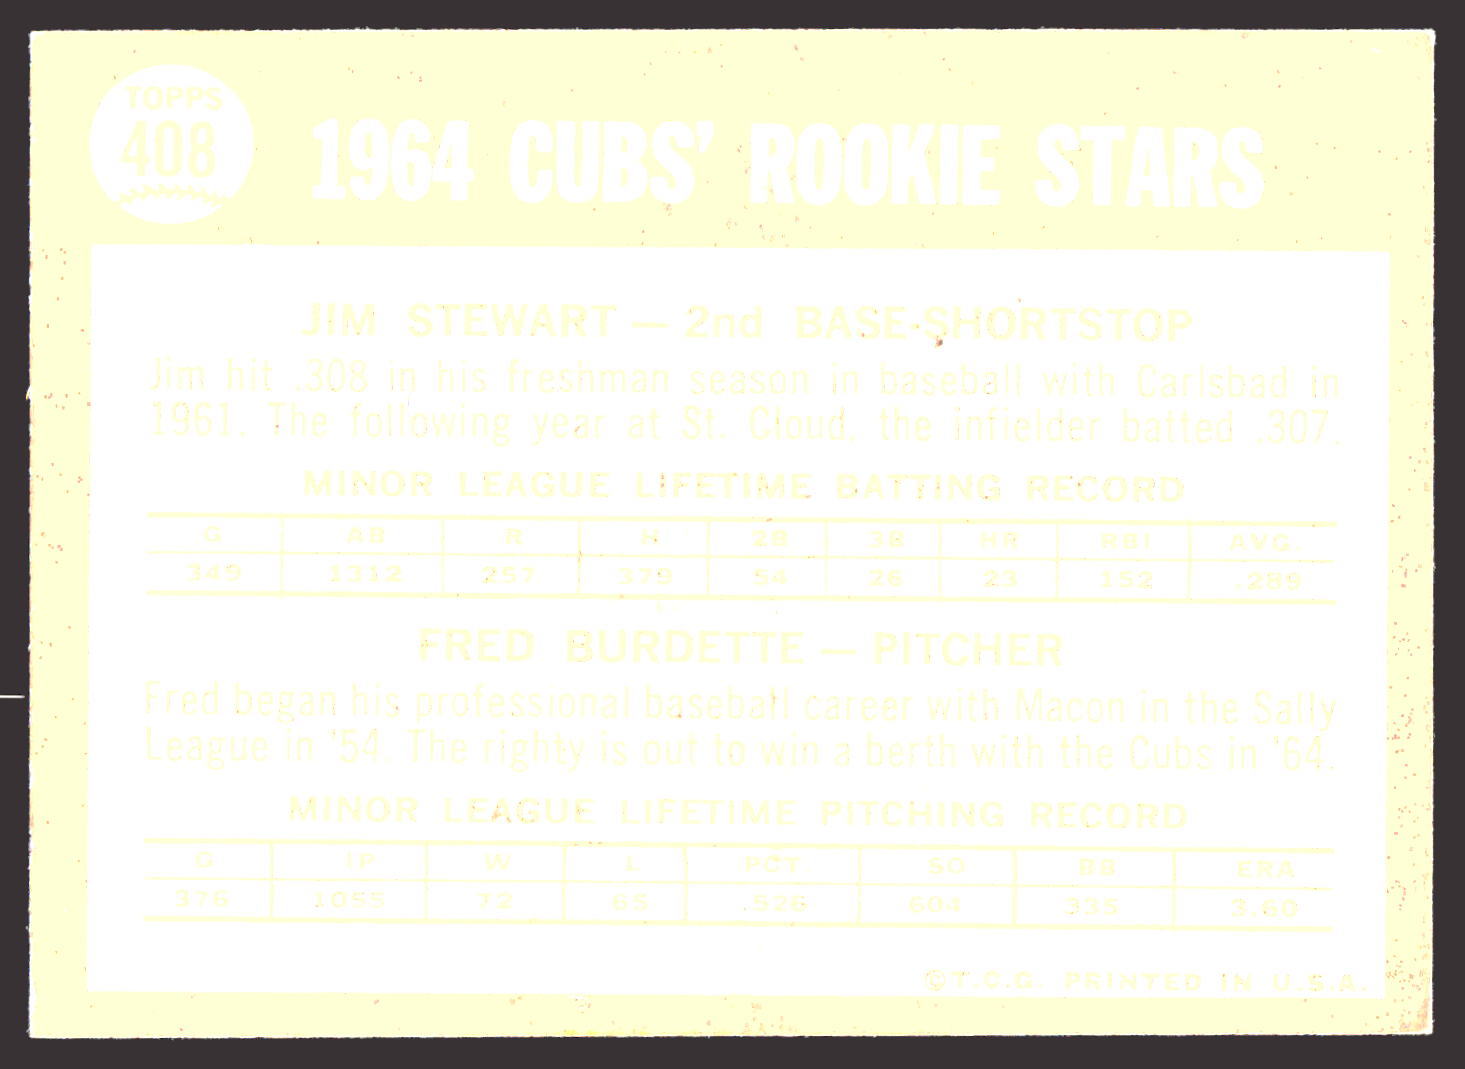 TOPPS
408
1964 CUBS' ROOKIE STARS
JIM STEWART — 2nd BASE-SHORTSTOP
Jim hit .308 in his freshman season in baseball with Carlsbad in
1961. The following year at St. Cloud, the infielder batted .307.
MINOR LEAGUE LIFETIME BATTING RECORD
G AB R H 2B 3B HR RBI AVG.
349 1312 257 379 54 26 23 152 .289
FRED BURDETTE — PITCHER
Fred began his professional baseball career with Macon in the Sally
League in '54. The righty is out to win a berth with the Cubs in '64.
MINOR LEAGUE LIFETIME PITCHING RECORD
G IP W L PCT SO BB ERA
376 1055 72 65 .526 604 335 3.60
©T.C.G. PRINTED IN U.S.A.